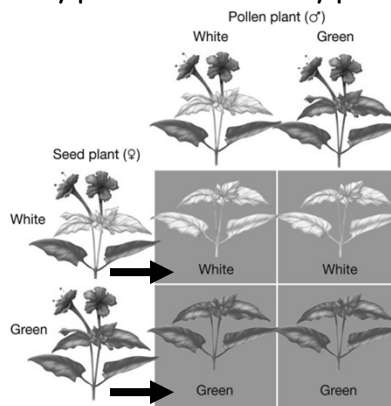 Pollen plant (♂)
White Green
Seed plant (♀)
White
White White
Green
Green Green